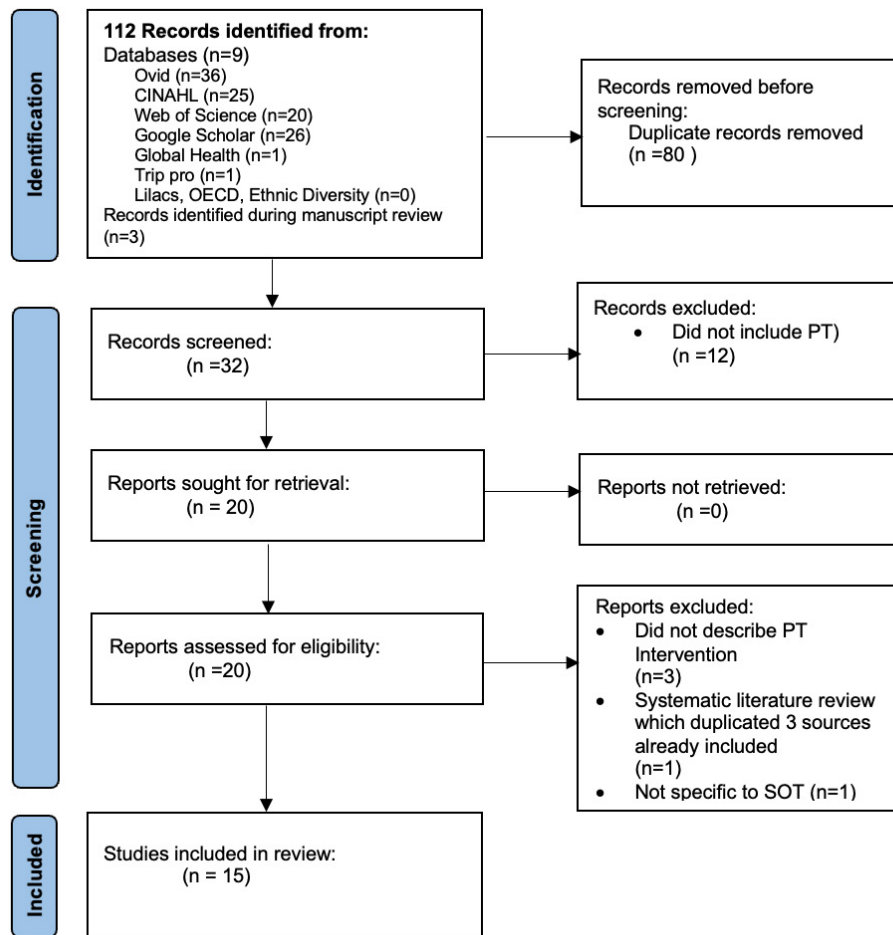 Identification
112 Records identified from:
Databases (n=9)
Ovid (n=36)
CINAHL (n=25)
Web of Science (n=20)
Google Scholar (n=26)
Global Health (n=1)
Trip pro (n=1)
Lilacs, OECD, Ethnic Diversity (n=0)
Records identified during manuscript review
(n=3)
Records removed before
screening:
Duplicate records removed
(n =80 )
Screening
Records screened:
(n =32)
Records excluded:
• Did not include PT)
(n =12)
Reports sought for retrieval:
(n = 20)
Reports not retrieved:
(n =0)
Reports assessed for eligibility:
(n =20)
Reports excluded:
• Did not describe PT
Intervention
(n=3)
• Systematic literature review
which duplicated 3 sources
already included
(n=1)
• Not specific to SOT (n=1)
Included
Studies included in review:
(n = 15)